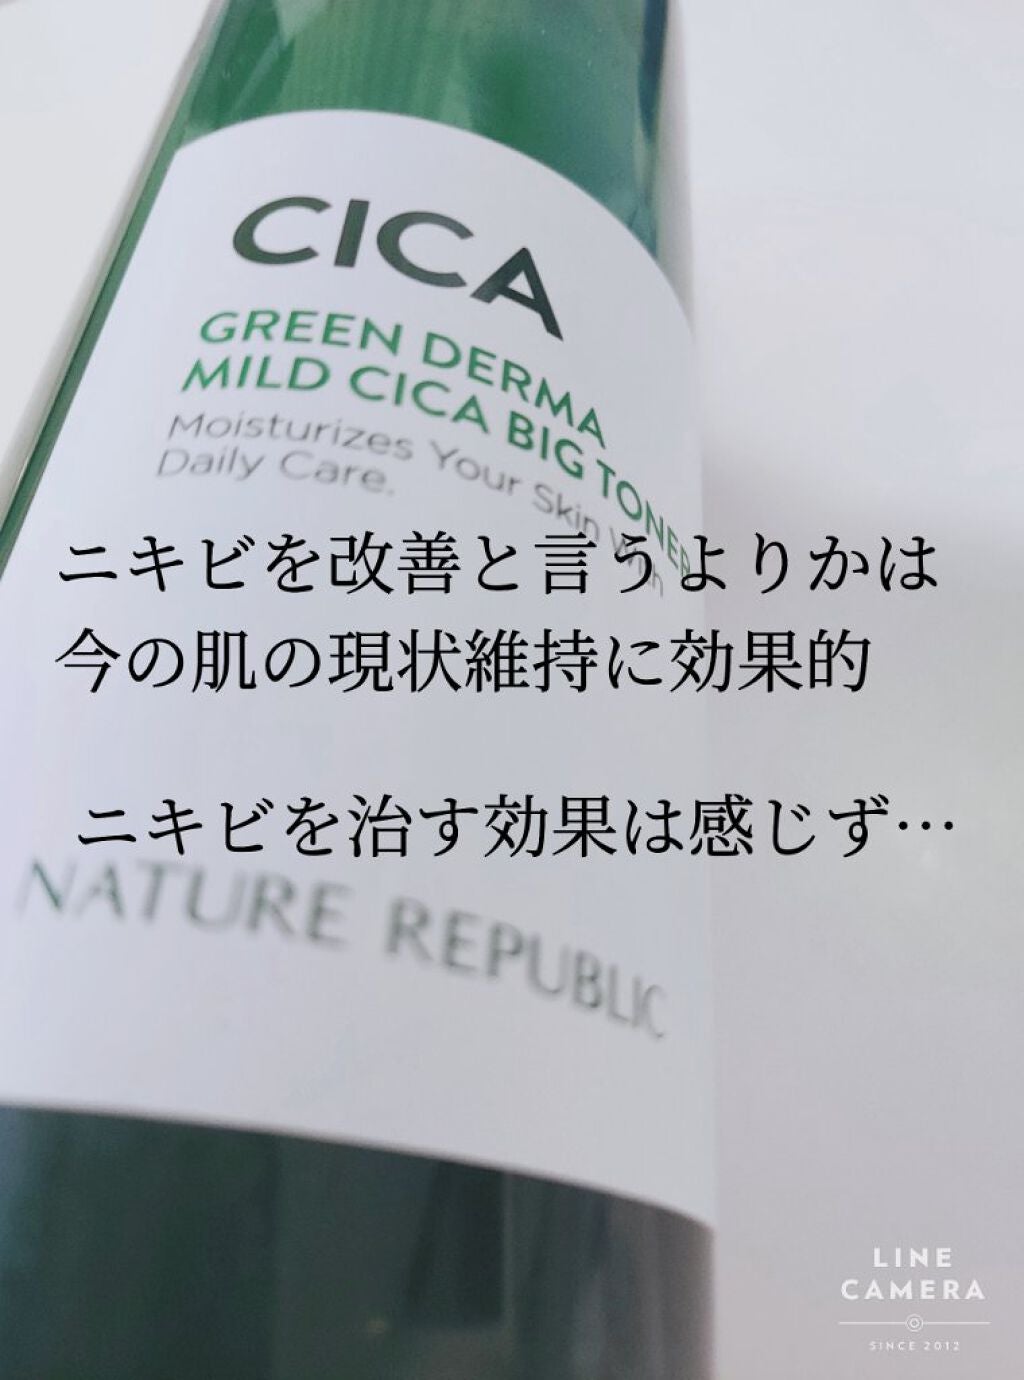 CICA
GREEN DERMA
MILD CICA BIG TONER
Moisturizes Your Skin With
Daily Care.
ニキビを改善と言うよりかは
今の肌の現状維持に効果的
ニキビを治す効果は感じず…
NATURE REPUBLIC
LINE
CAMERA
SINCE 2012